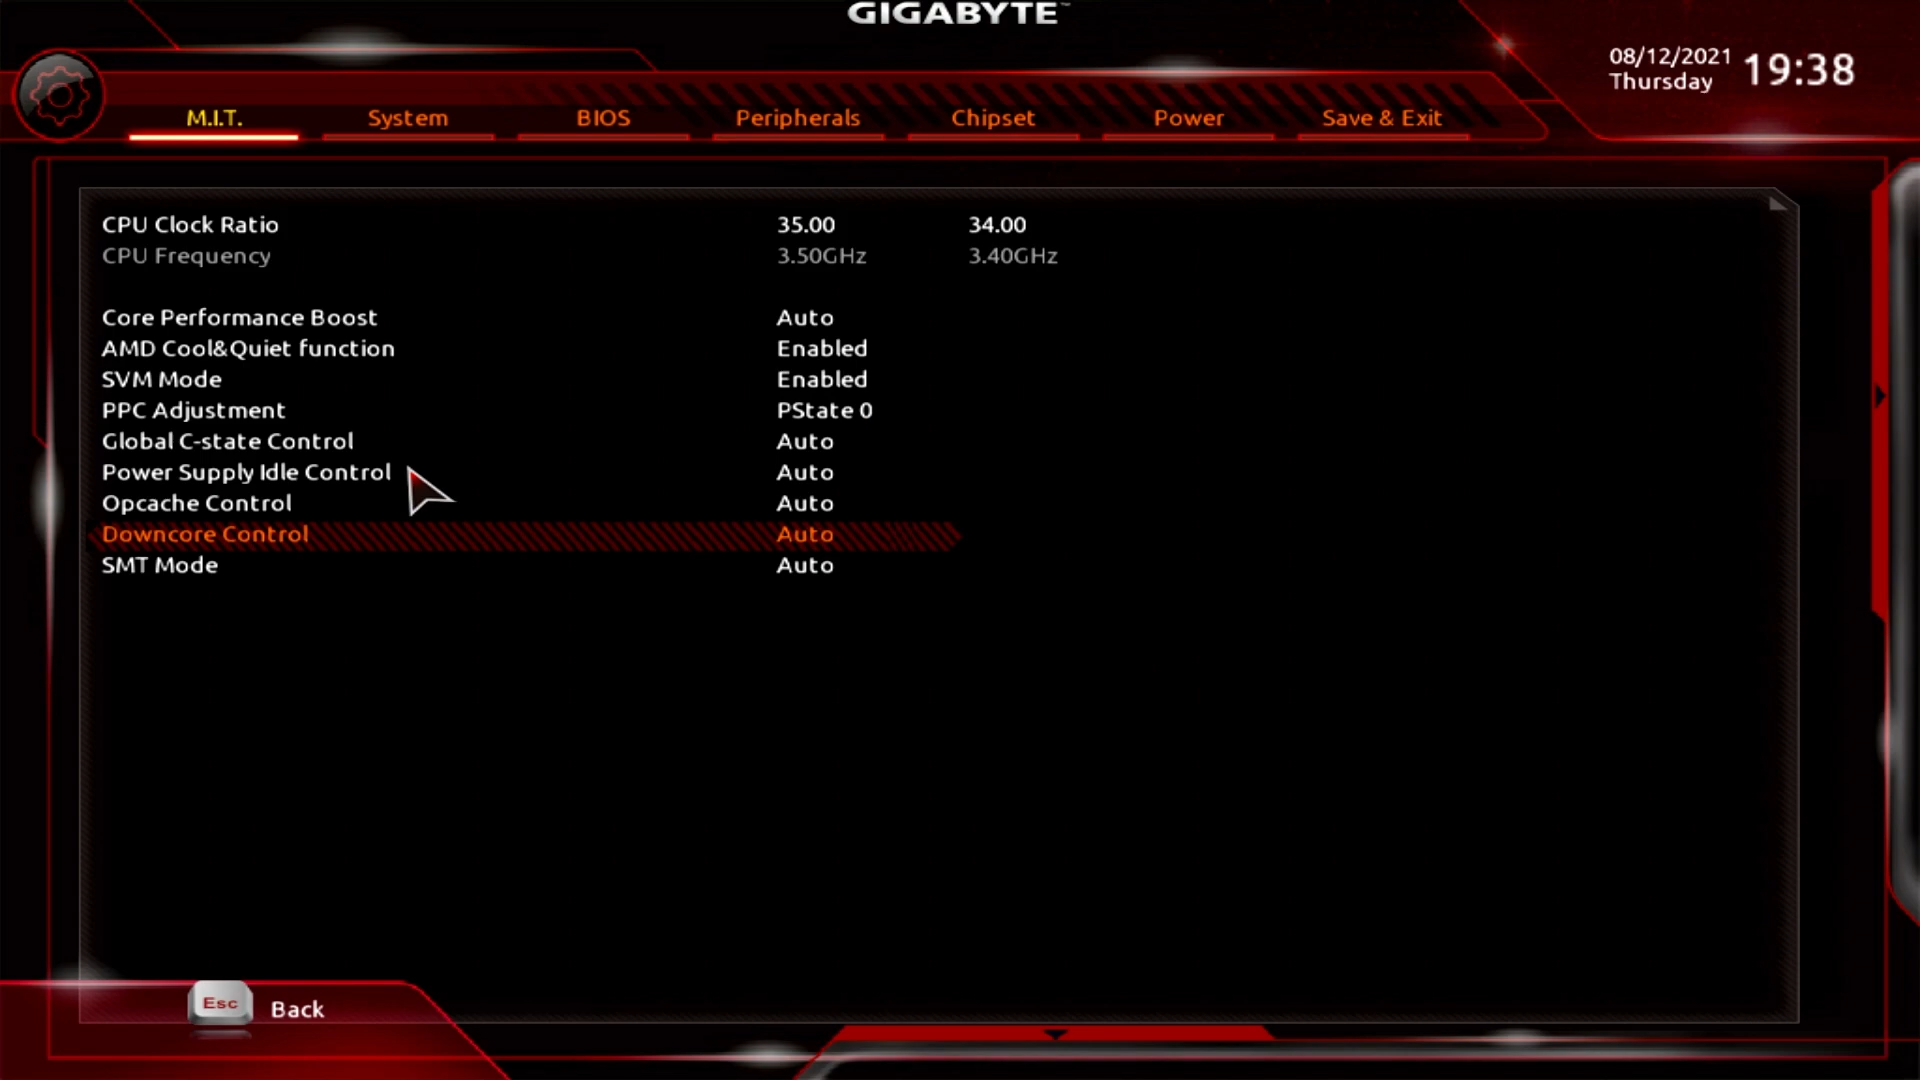 GIGABYTE™
08/12/2021
Thursday
19:38
M.I.T. System BIOS Peripherals Chipset Power Save & Exit
CPU Clock Ratio 35.00 34.00
CPU Frequency 3.50GHz 3.40GHz
Core Performance Boost Auto
AMD Cool&Quiet function Enabled
SVM Mode Enabled
PPC Adjustment PState 0
Global C-state Control Auto
Power Supply Idle Control Auto
Opcache Control Auto
Downcore Control Auto
SMT Mode Auto
Esc Back